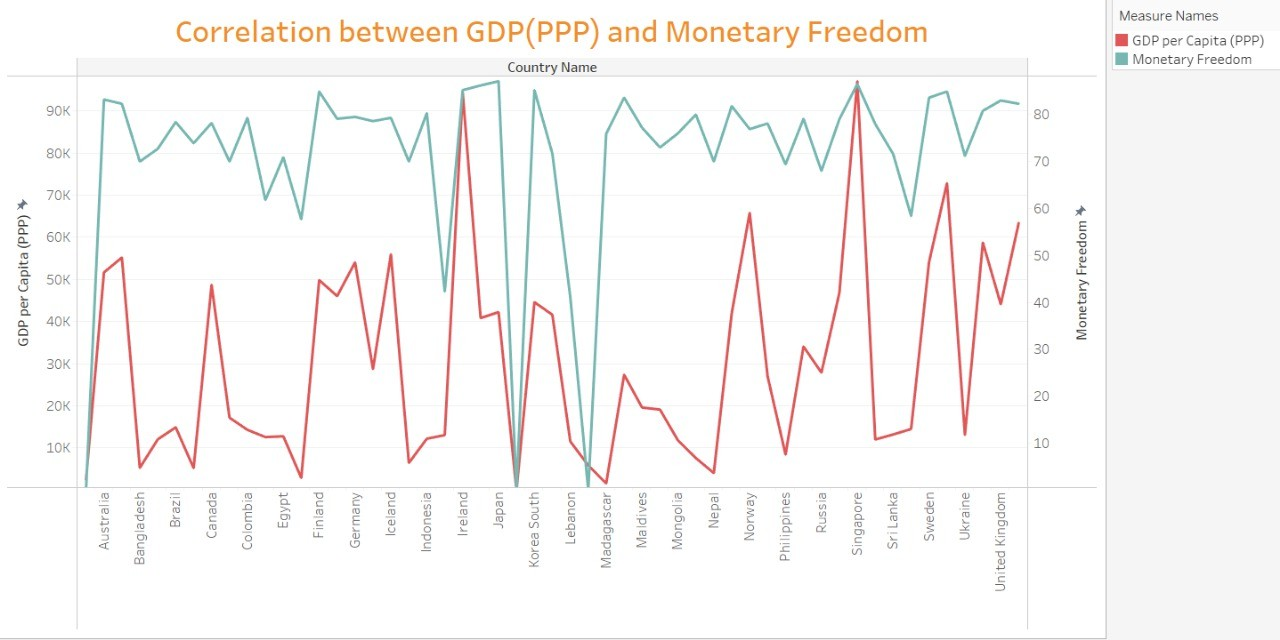 Correlation between GDP(PPP) and Monetary Freedom
Country Name
Measure Names
GDP per Capita (PPP)
Monetary Freedom
GDP per Capita (PPP)
90K
80K
70K
60K
50K
40K
30K
20K
10K
80
70
60
50
40
30
20
10
Monetary Freedom
Australia
Bangladesh
Brazil
Canada
Colombia
Egypt
Finland
Germany
Iceland
Indonesia
Ireland
Japan
Korea South
Lebanon
Madagascar
Maldives
Mongolia
Nepal
Norway
Philippines
Russia
Singapore
Sri Lanka
Sweden
Ukraine
United Kingdom